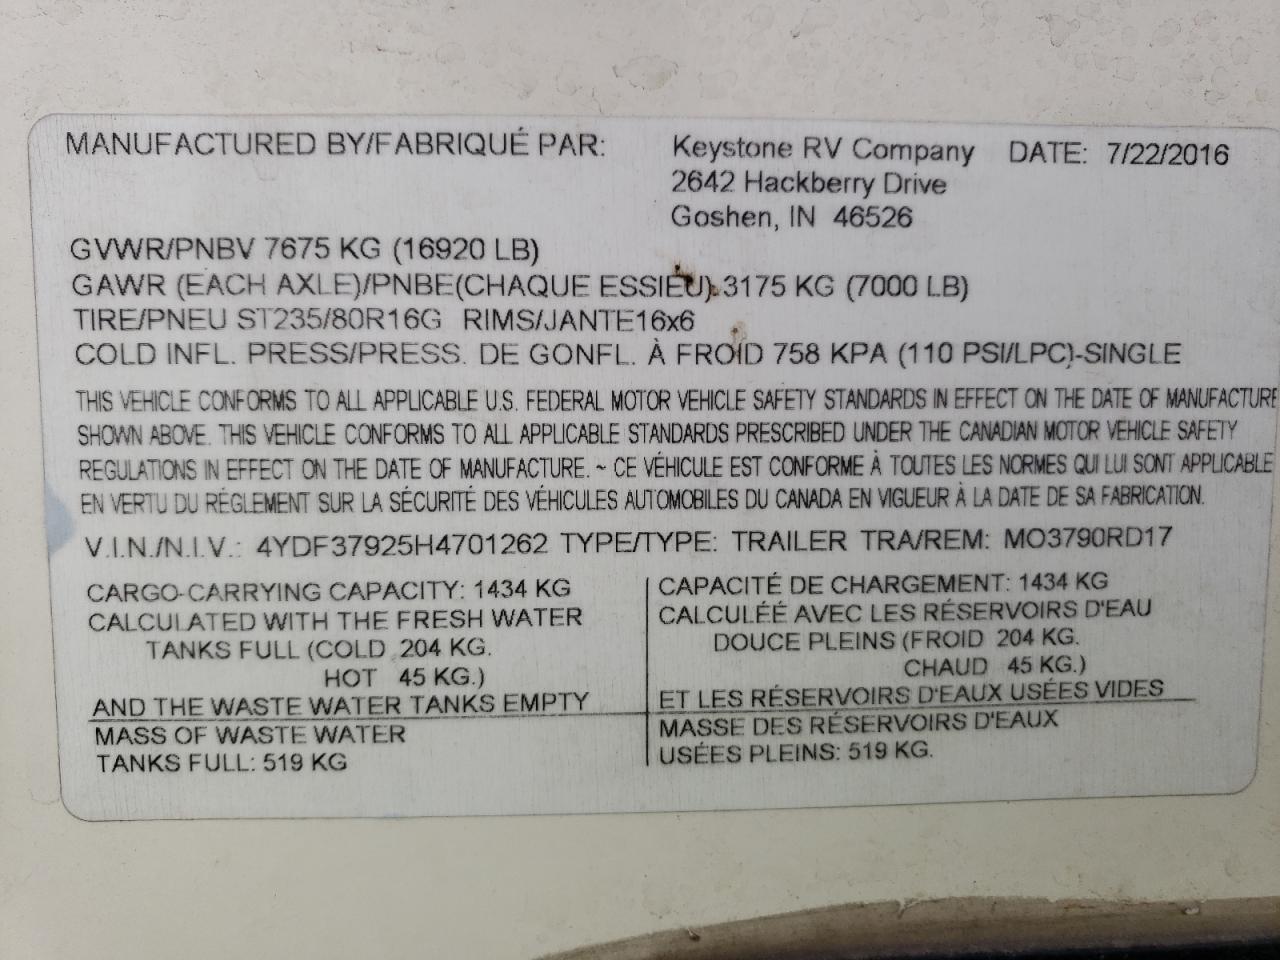 MANUFACTURED BY/FABRIQUÉ PAR: Keystone RV Company DATE: 7/22/2016
2642 Hackberry Drive
Goshen, IN 46526
GVWR/PNBV 7675 KG (16920 LB)
GAWR (EACH AXLE)/PNBE(CHAQUE ESSIEU) 3175 KG (7000 LB)
TIRE/PNEU ST235/80R16G RIMS/JANTE16x6
COLD INFL. PRESS/PRESS. DE GONFL. À FROID 758 KPA (110 PSI/LPC)-SINGLE
THIS VEHICLE CONFORMS TO ALL APPLICABLE U.S. FEDERAL MOTOR VEHICLE SAFETY STANDARDS IN EFFECT ON THE DATE OF MANUFACTURE
SHOWN ABOVE. THIS VEHICLE CONFORMS TO ALL APPLICABLE STANDARDS PRESCRIBED UNDER THE CANADIAN MOTOR VEHICLE SAFETY
REGULATIONS IN EFFECT ON THE DATE OF MANUFACTURE. ~ CE VÉHICULE EST CONFORME À TOUTES LES NORMES QUI LUI SONT APPLICABLE
EN VERTU DU RÉGLEMENT SUR LA SÉCURITÉ DES VÉHICULES AUTOMOBILES DU CANADA EN VIGUEUR À LA DATE DE SA FABRICATION.
V.I.N./N.I.V.: 4YDF37925H4701262 TYPE/TYPE: TRAILER TRA/REM: MO3790RD17
CARGO-CARRYING CAPACITY: 1434 KG
CALCULATED WITH THE FRESH WATER
TANKS FULL (COLD 204 KG.
HOT 45 KG.)
AND THE WASTE WATER TANKS EMPTY
MASS OF WASTE WATER
TANKS FULL: 519 KG
CAPACITÉ DE CHARGEMENT: 1434 KG
CALCULÉÉ AVEC LES RÉSERVOIRS D'EAU
DOUCE PLEINS (FROID 204 KG.
CHAUD 45 KG.)
ET LES RÉSERVOIRS D'EAUX USÉES VIDES
MASSE DES RÉSERVOIRS D'EAUX
USÉES PLEINS: 519 KG.